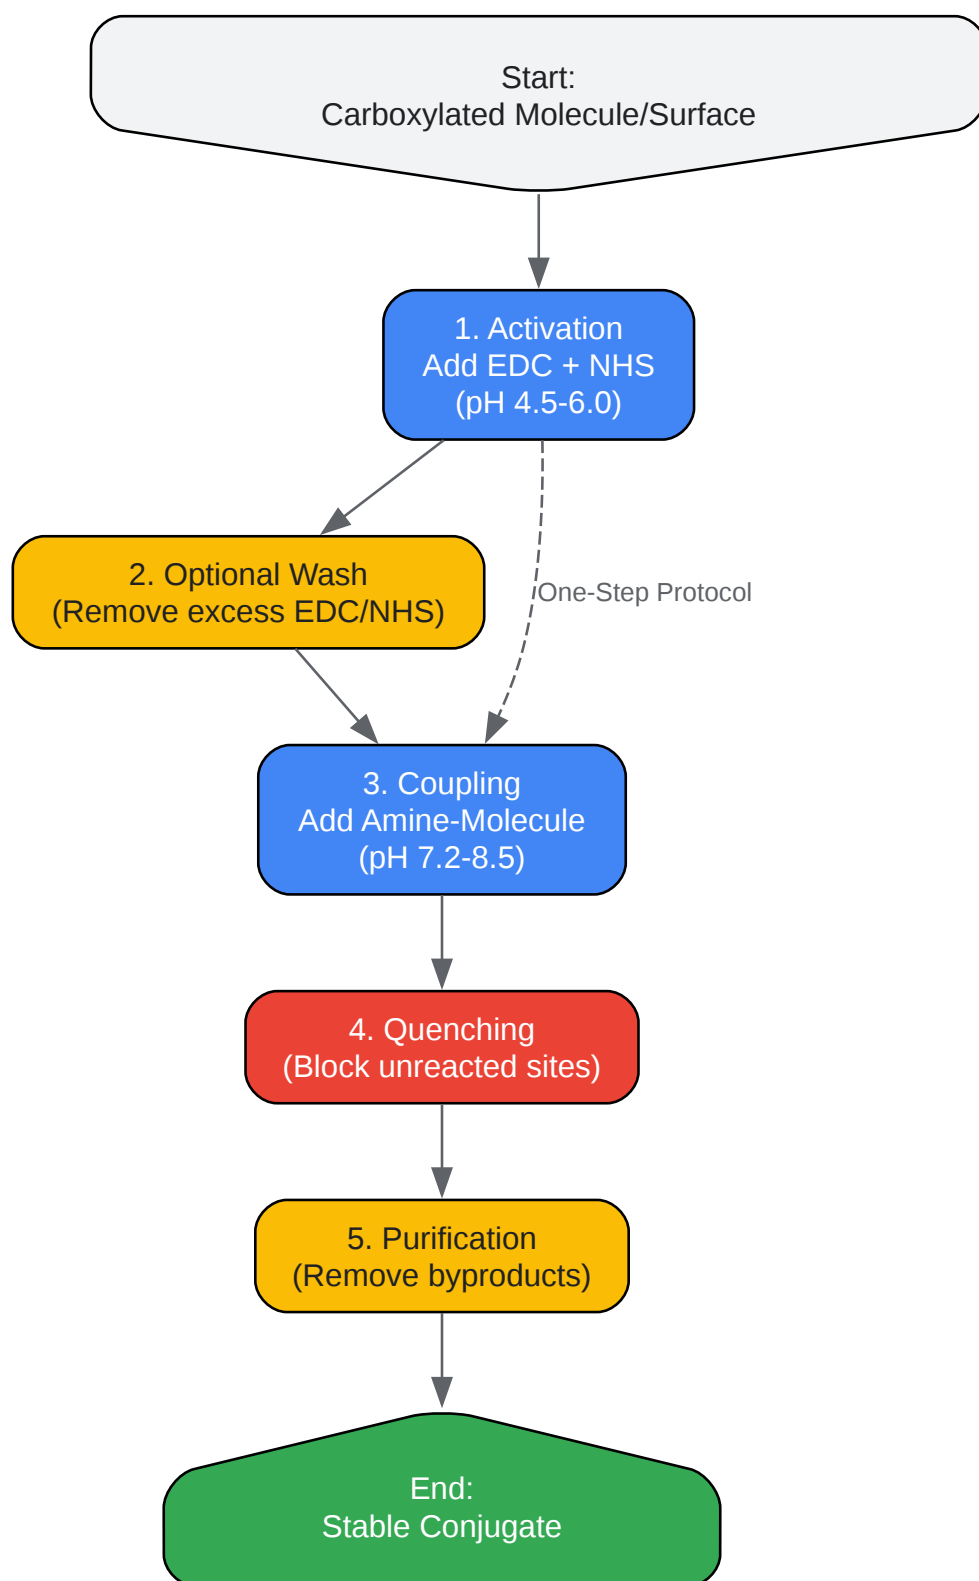 Start:
Carboxylated Molecule/Surface
1. Activation
Add EDC + NHS
(pH 4.5-6.0)
2. Optional Wash
(Remove excess EDC/NHS)
One-Step Protocol
3. Coupling
Add Amine-Molecule
(pH 7.2-8.5)
4. Quenching
(Block unreacted sites)
5. Purification
(Remove byproducts)
End:
Stable Conjugate